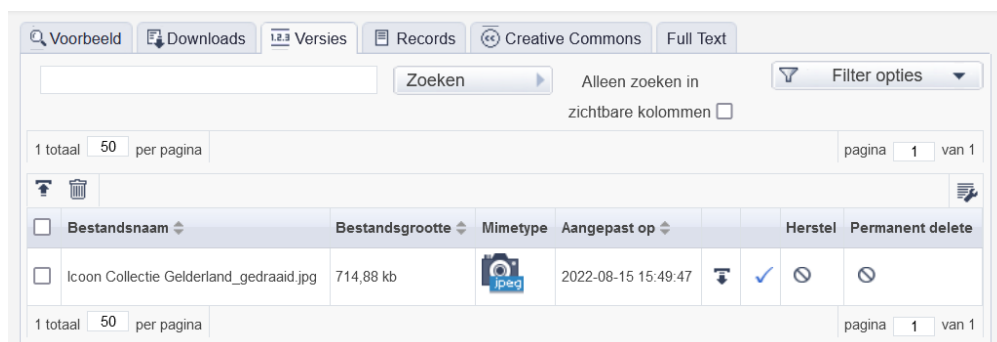 Voorbeeld Downloads 1.2.3 Versies Records cc Creative Commons Full Text
Zoeken Alleen zoeken in Filter opties
zichtbare kolommen
1 totaal 50 per pagina pagina 1 van 1
Bestandsnaam Bestandsgrootte Mimetype Aangepast op Herstel Permanent delete
Icoon Collectie Gelderland_gedraaid.jpg 714,88 kb jpeg 2022-08-15 15:49:47
1 totaal 50 per pagina pagina 1 van 1